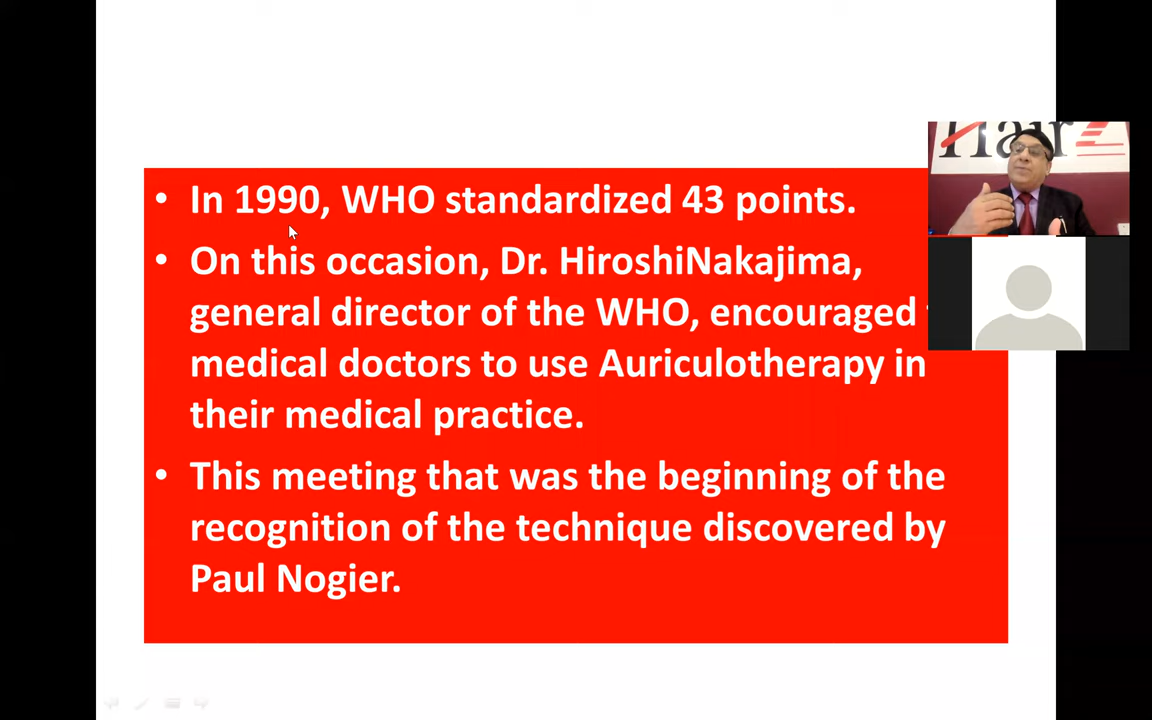 • In 1990, WHO standardized 43 points.
• On this occasion, Dr. HiroshiNakajima,
general director of the WHO, encouraged
medical doctors to use Auriculotherapy in
their medical practice.
• This meeting that was the beginning of the
recognition of the technique discovered by
Paul Nogier.
Hair